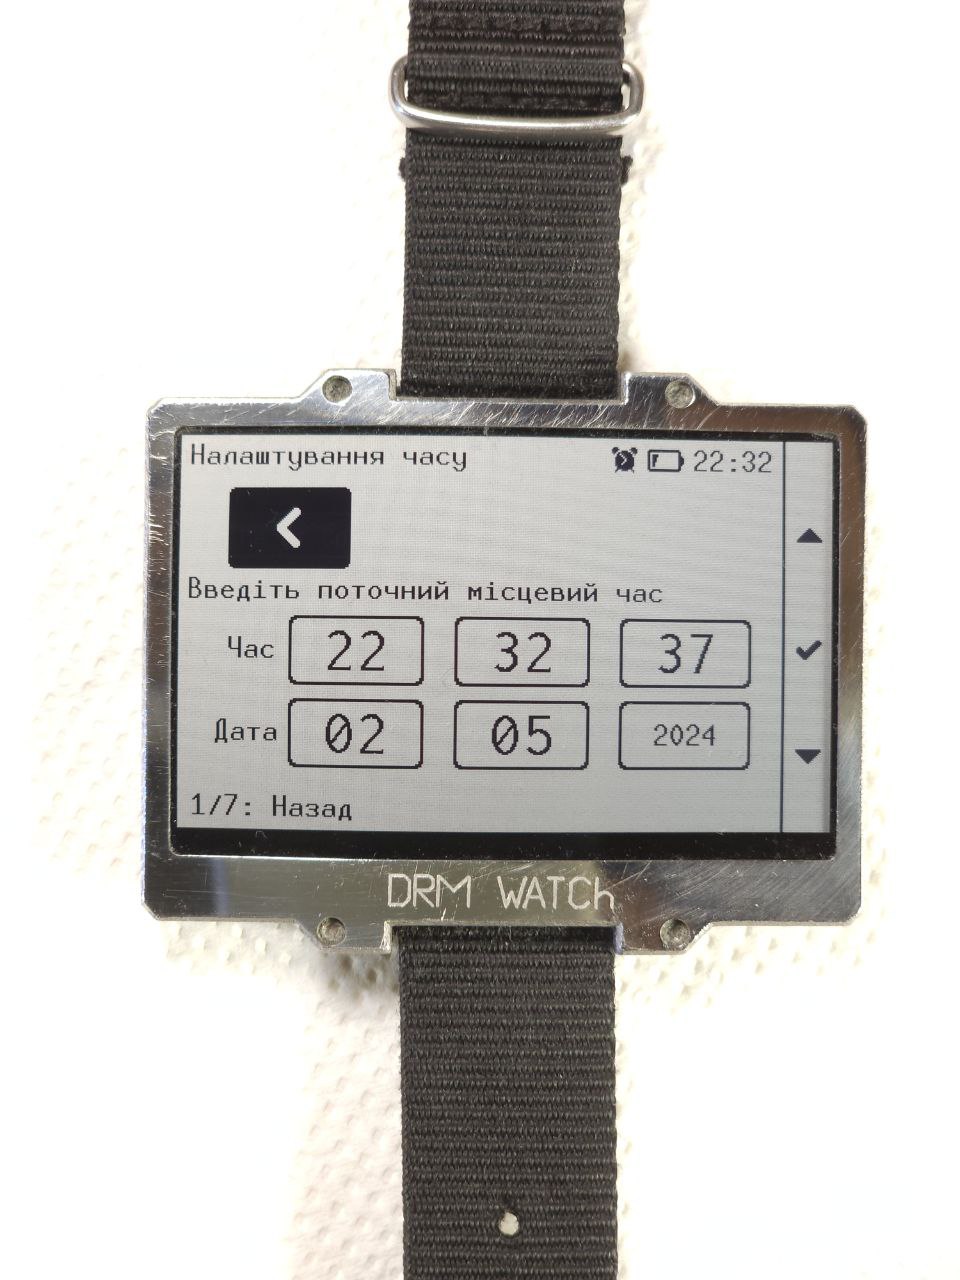 Налаштування часу 22:32
Введіть поточний місцевий час
Час 22 32 37
Дата 02 05 2024
1/7: Назад
DRM WATCh